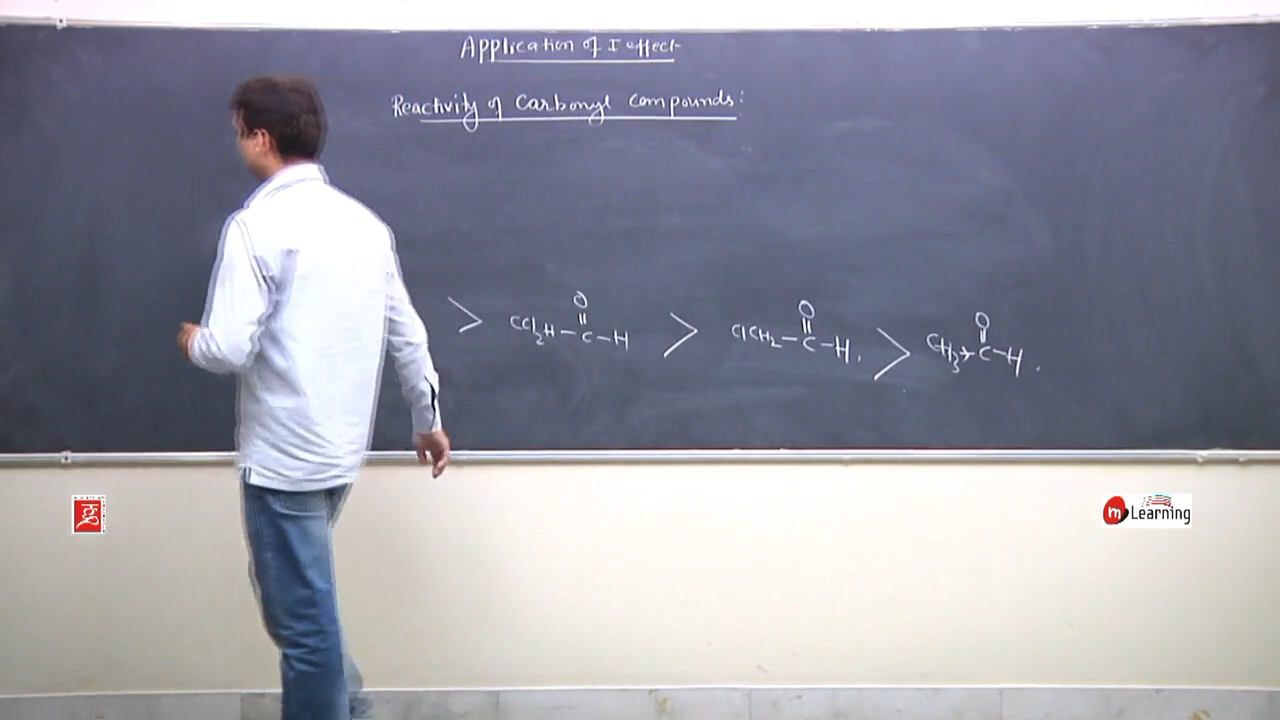 Application of I effect
Reactivity of Carbonyl compounds:
O O O
> CCl2H–C–H > ClCH2–C–H. > CH3–C–H.
m Learning